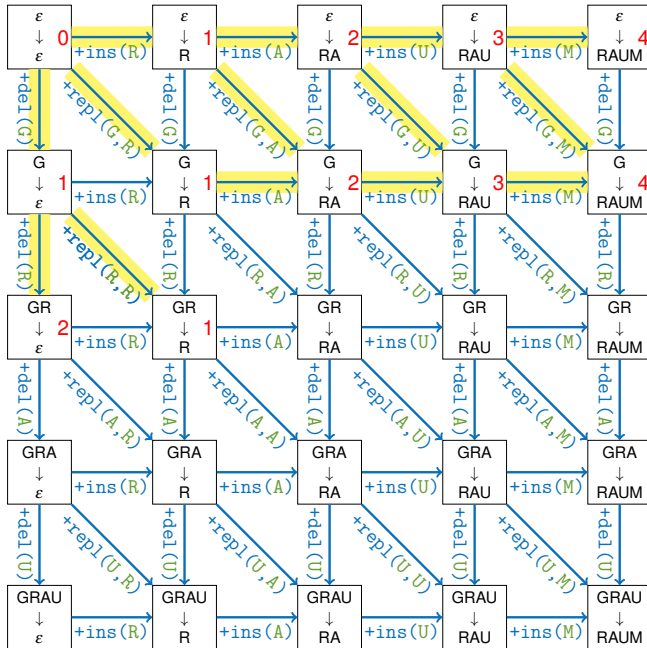 ε ε ε ε ε
↓ 0 ↓ 1 ↓ 2 ↓ 3 ↓ 4
ε +ins(R) R +ins(A) RA +ins(U) RAU +ins(M) RAUM
+del(G) +repl(G,R) +del(G) +repl(G,A) +del(G) +repl(G,U) +del(G) +repl(G,M) +del(G)
G G G G G
↓ 1 ↓ 1 ↓ 2 ↓ 3 ↓ 4
ε +ins(R) R +ins(A) RA +ins(U) RAU +ins(M) RAUM
+del(R) +repl(R,R) +del(R) +repl(R,A) +del(R) +repl(R,U) +del(R) +repl(R,M) +del(R)
GR GR GR GR GR
↓ 2 ↓ 1 ↓ ↓ ↓
ε +ins(R) R +ins(A) RA +ins(U) RAU +ins(M) RAUM
+del(A) +repl(A,R) +del(A) +repl(A,A) +del(A) +repl(A,U) +del(A) +repl(A,M) +del(A)
GRA GRA GRA GRA GRA
↓ ↓ ↓ ↓ ↓
ε +ins(R) R +ins(A) RA +ins(U) RAU +ins(M) RAUM
+del(U) +repl(U,R) +del(U) +repl(U,A) +del(U) +repl(U,U) +del(U) +repl(U,M) +del(U)
GRAU GRAU GRAU GRAU GRAU
↓ ↓ ↓ ↓ ↓
ε +ins(R) R +ins(A) RA +ins(U) RAU +ins(M) RAUM